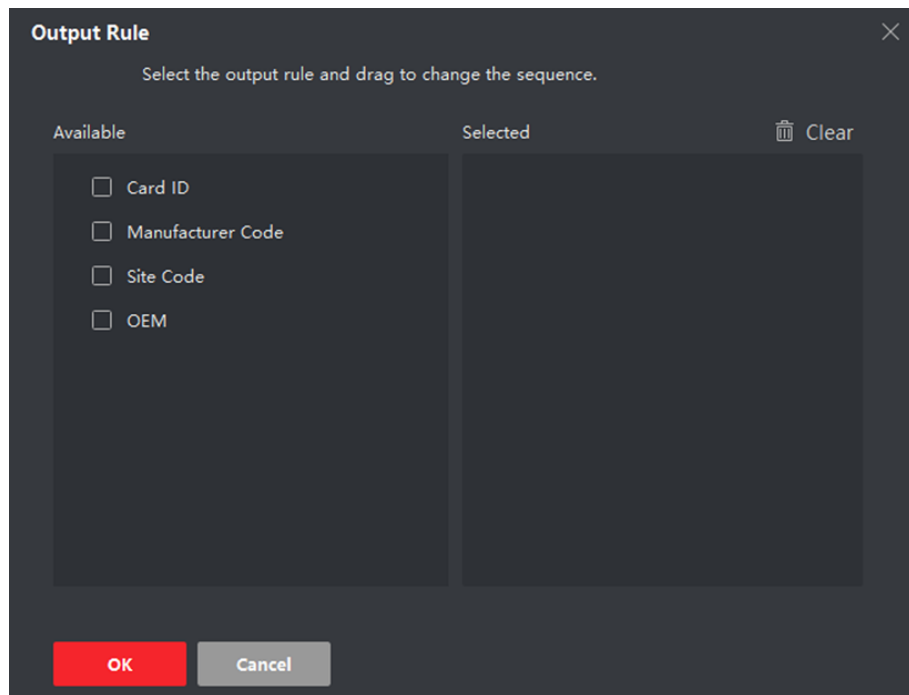 Output Rule
Select the output rule and drag to change the sequence.
Available
Selected
Clear
Card ID
Manufacturer Code
Site Code
OEM
OK
Cancel